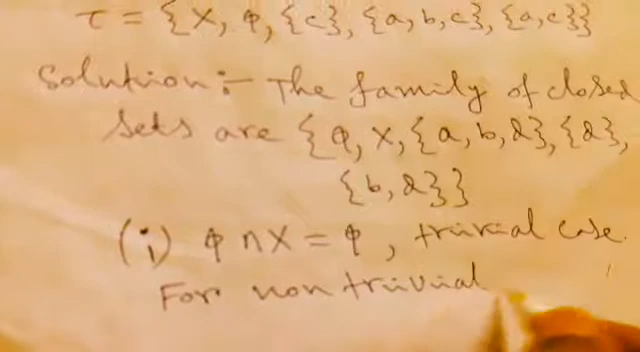 τ = {X, φ, {c}, {a, b, c}, {a, c}}
Solution :- The family of closed
sets are {φ, X, {a, b, d}, {d},
{b, d}}
(i) φ ∩ X = φ, trivial case.
For non trivial